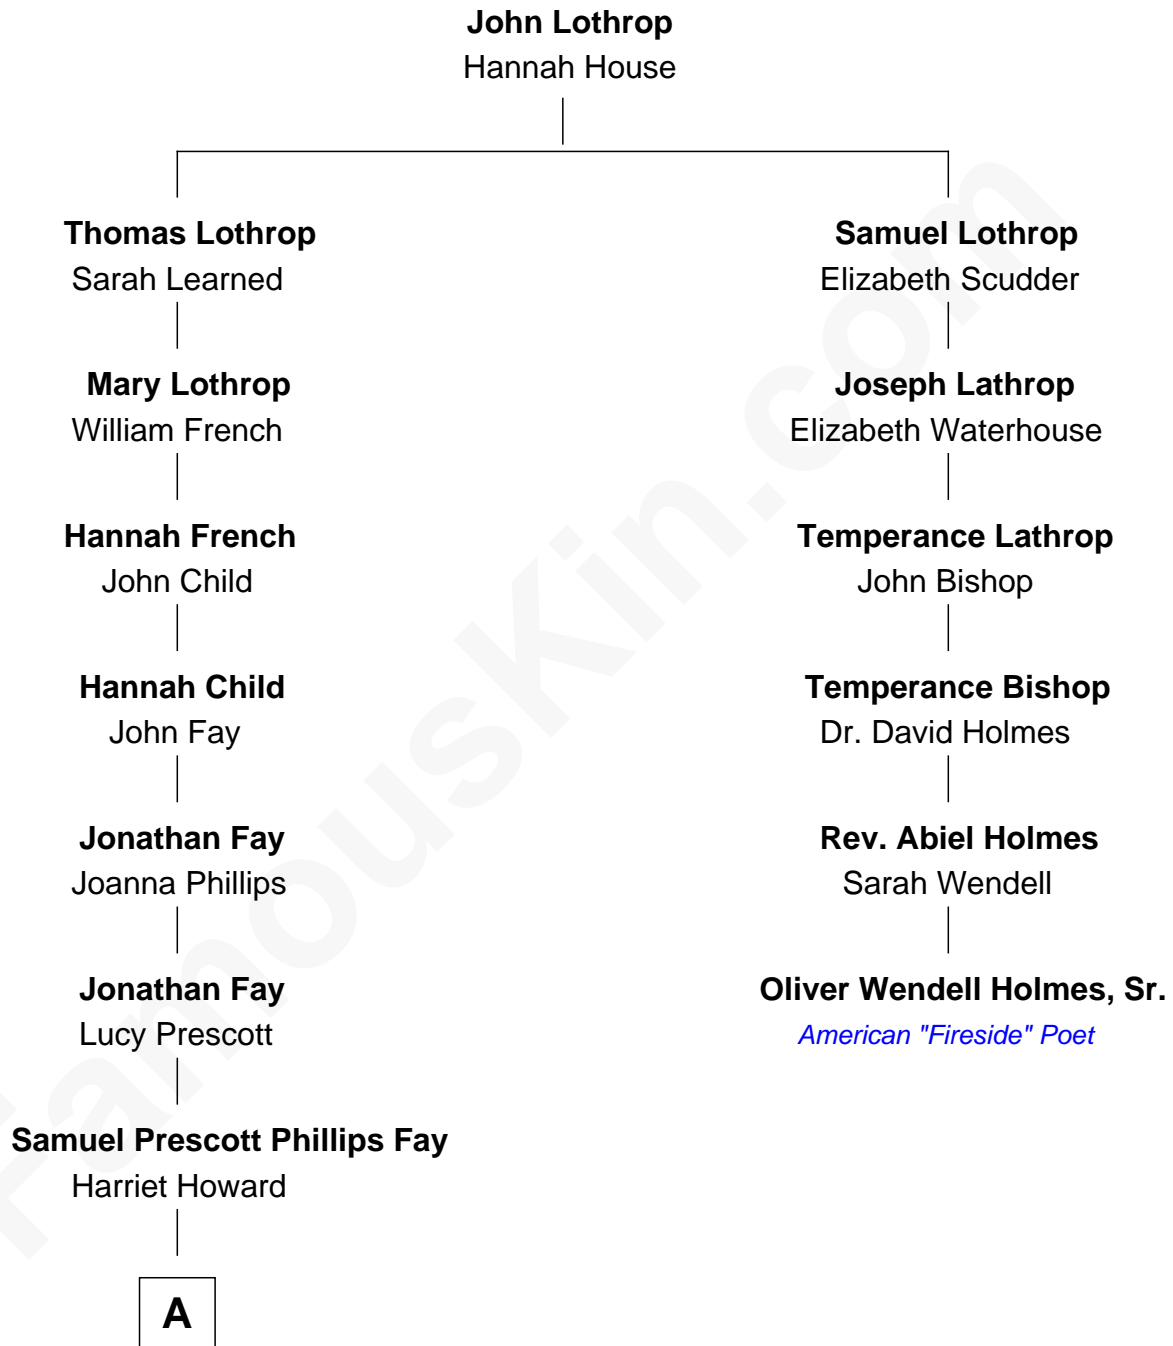 John Lothrop
Hannah House
Thomas Lothrop
Sarah Learned
Samuel Lothrop
Elizabeth Scudder
Mary Lothrop
William French
Joseph Lathrop
Elizabeth Waterhouse
Hannah French
John Child
Temperance Lathrop
John Bishop
Hannah Child
John Fay
Temperance Bishop
Dr. David Holmes
Jonathan Fay
Joanna Phillips
Rev. Abiel Holmes
Sarah Wendell
Jonathan Fay
Lucy Prescott
Oliver Wendell Holmes, Sr.
American "Fireside" Poet
Samuel Prescott Phillips Fay
Harriet Howard
A
FamousKin.com